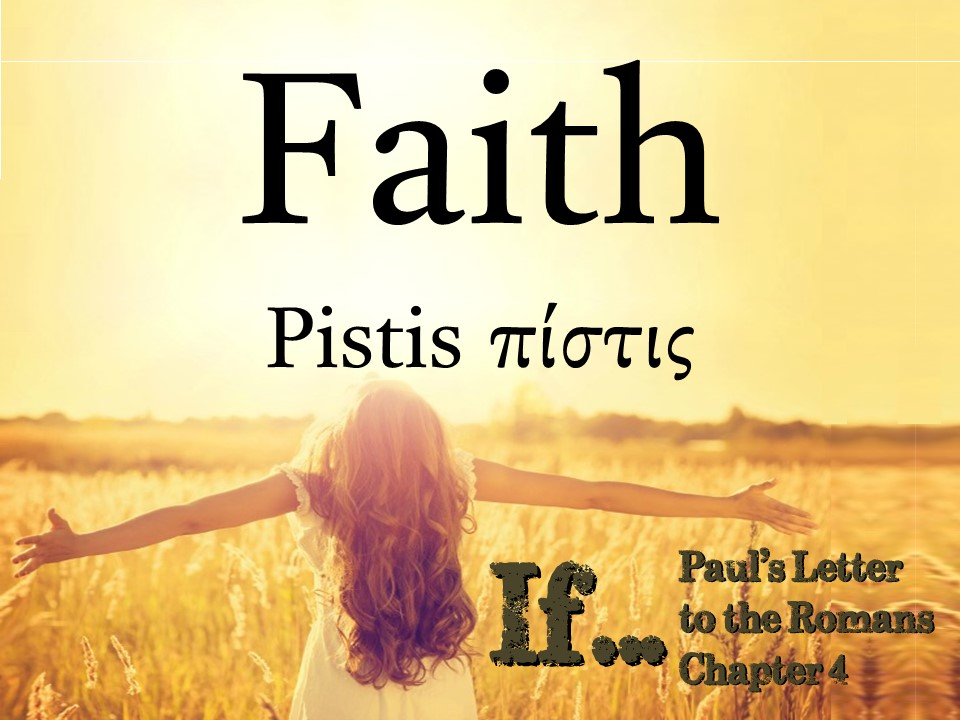 Faith
Pistis πίστις
If...
Paul's Letter
to the Romans
Chapter 4